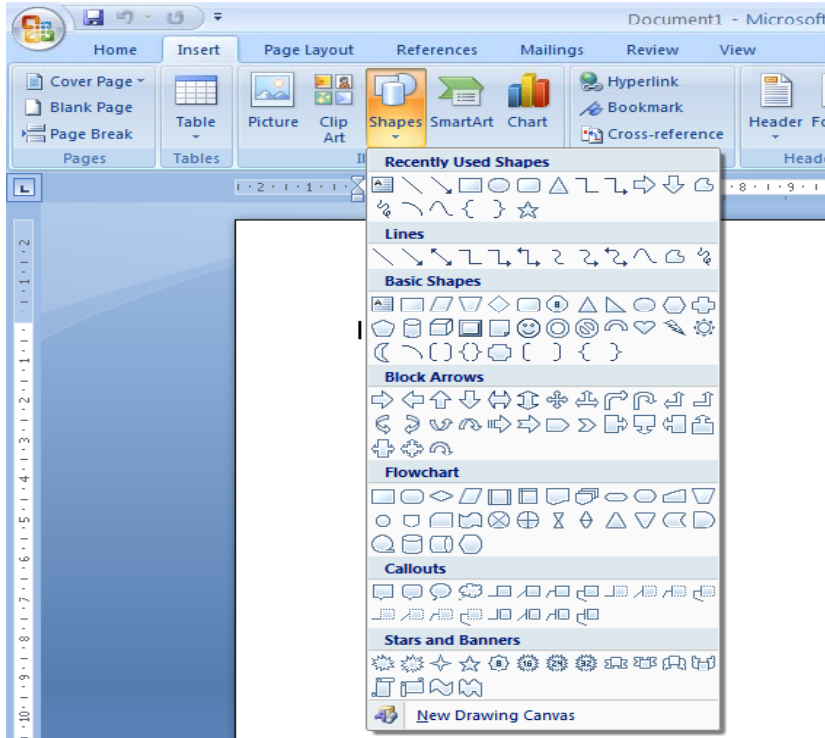 Document1 - Microsoft
Home Insert Page Layout References Mailings Review View
Cover Page
Blank Page
Page Break
Table
Picture
Clip Art
Shapes
SmartArt
Chart
Hyperlink
Bookmark
Cross-reference
Header
Pages
Tables
Recently Used Shapes
Lines
Basic Shapes
Block Arrows
Flowchart
Callouts
Stars and Banners
New Drawing Canvas